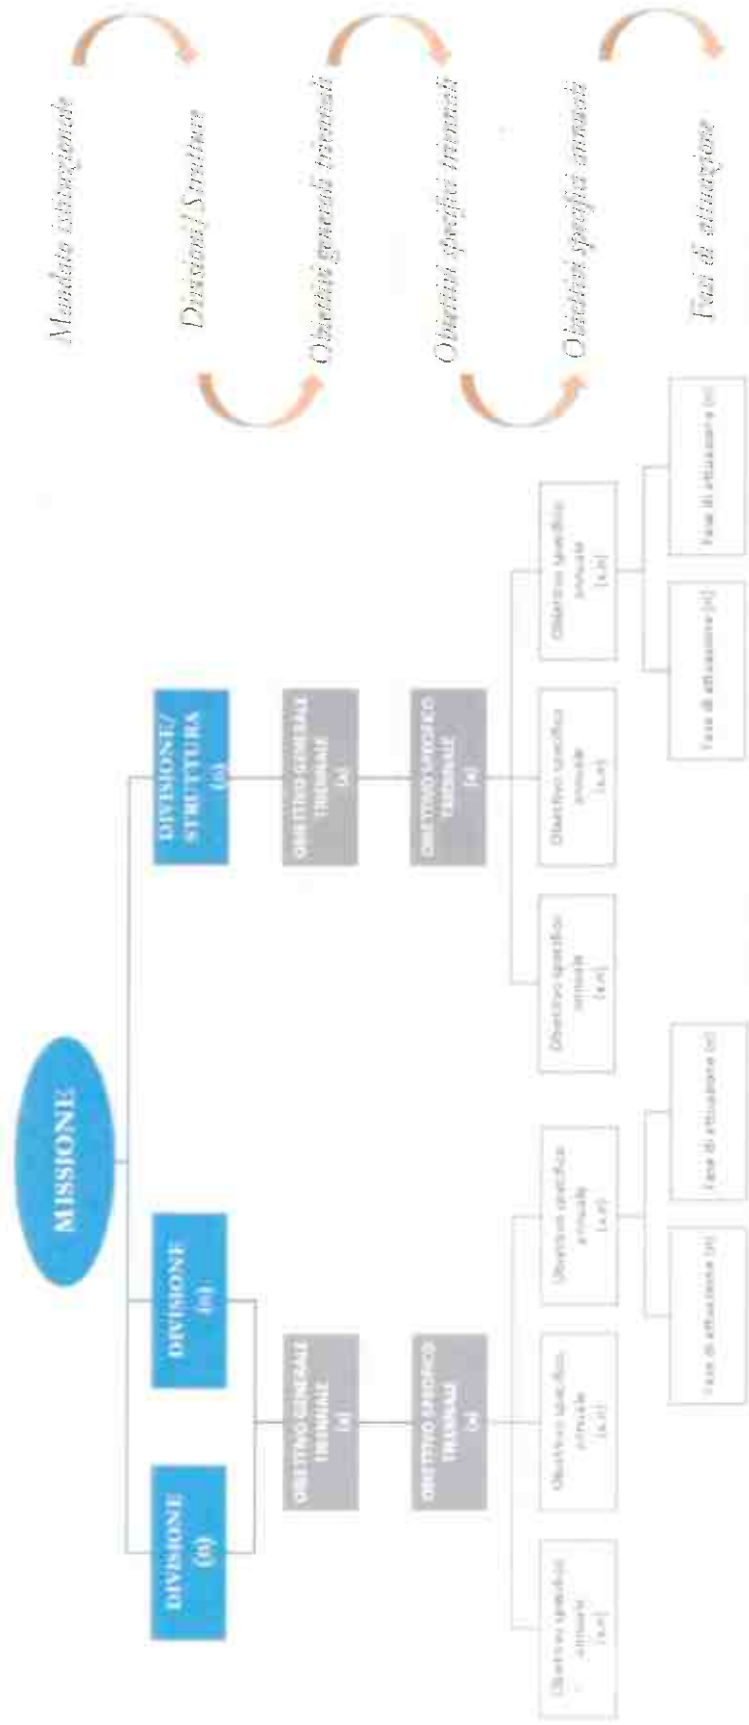 MISSIONE
DIVISIONE
(n)
DIVISIONE
(n)
DIVISIONE/
STRUTTURA
(n)
OBIETTIVO GENERALE
TRIENNALE
(a)
OBIETTIVO GENERALE
TRIENNALE
(a)
OBIETTIVO SPECIFICO
TRIENNALE
(a)
OBIETTIVO SPECIFICO
TRIENNALE
(a)
Obiettivo specifico
annuale
(a.n)
Obiettivo specifico
annuale
(a.n)
Obiettivo specifico
annuale
(a.n)
Obiettivo specifico
annuale
(a.n)
Obiettivo specifico
annuale
(a.n)
Obiettivo specifico
annuale
(a.n)
Fase di attuazione (n)
Fase di attuazione (n)
Fase di attuazione (n)
Fase di attuazione (n)
Mandato istituzionale
Divisioni/Strutture
Obiettivi generali triennali
Obiettivi specifici triennali
Obiettivi specifici annuali
Fasi di attuazione